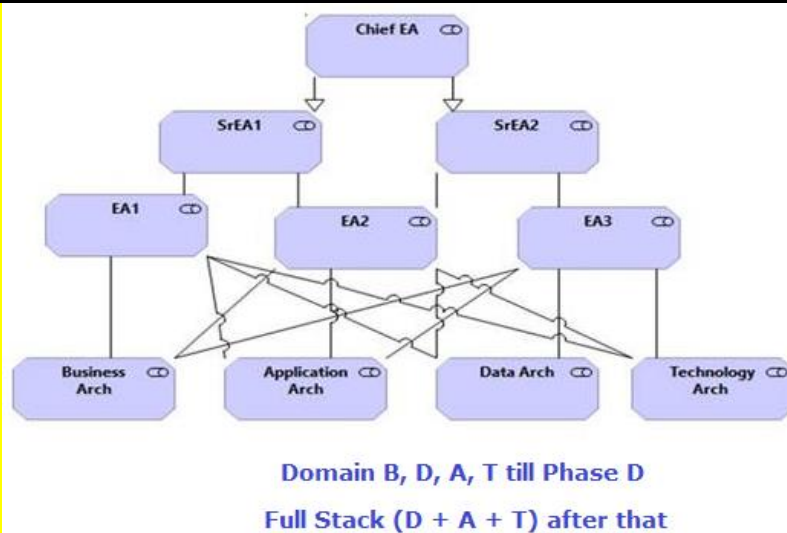 Chief EA
SrEA1
SrEA2
EA1
EA2
EA3
Business
Arch
Application
Arch
Data Arch
Technology
Arch
Domain B, D, A, T till Phase D
Full Stack (D + A + T) after that